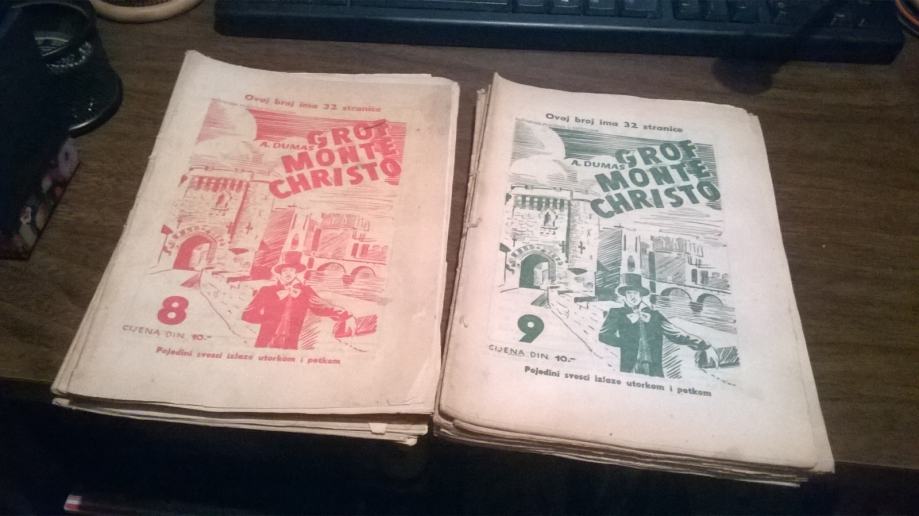 Ovaj broj ima 32 stranice
A. DUMAS
GROF
MONTE
CHRISTO
8
CIJENA DIN. 10.-
Pojedini svesci izlaze utorkom i petkom
Ovaj broj ima 32 stranice
A. DUMAS
GROF
MONTE
CHRISTO
9
CIJENA DIN. 10.-
Pojedini svesci izlaze utorkom i petkom